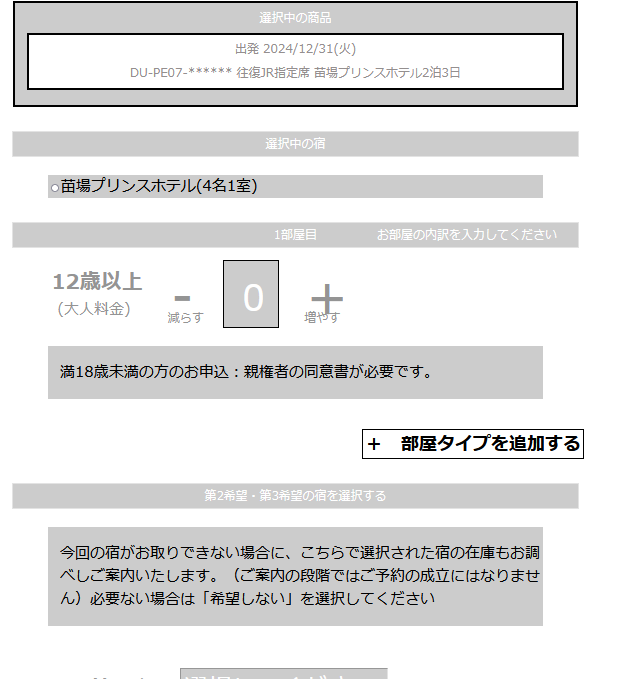 選択中の商品
出発 2024/12/31(火)
DU-PE07-****** 往復JR指定席 苗場プリンスホテル2泊3日
選択中の宿
苗場プリンスホテル(4名1室)
1部屋目 お部屋の内訳を入力してください
12歳以上
(大人料金)
- 0 +
減らす 増やす
満18歳未満の方のお申込：親権者の同意書が必要です。
+ 部屋タイプを追加する
第2希望・第3希望の宿を選択する
今回の宿がお取りできない場合に、こちらで選択された宿の在庫もお調
べしご案内いたします。（ご案内の段階ではご予約の成立にはなりませ
ん）必要ない場合は「希望しない」を選択してください